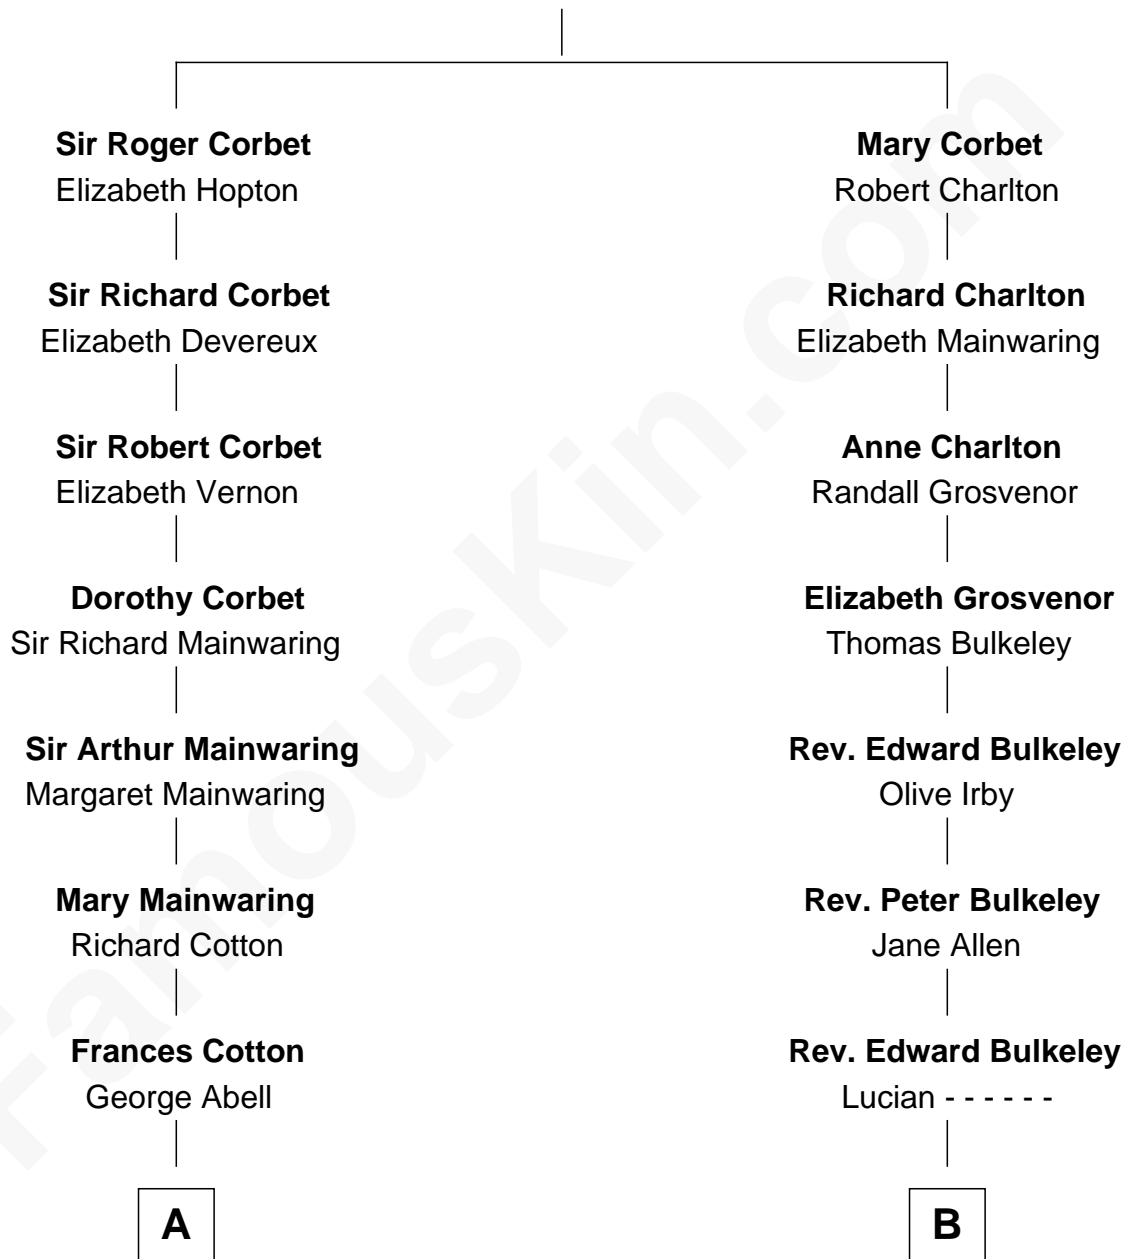 Sir Roger Corbet
Elizabeth Hopton
Mary Corbet
Robert Charlton
Sir Richard Corbet
Elizabeth Devereux
Richard Charlton
Elizabeth Mainwaring
Sir Robert Corbet
Elizabeth Vernon
Anne Charlton
Randall Grosvenor
Dorothy Corbet
Sir Richard Mainwaring
Elizabeth Grosvenor
Thomas Bulkeley
Sir Arthur Mainwaring
Margaret Mainwaring
Rev. Edward Bulkeley
Olive Irby
Mary Mainwaring
Richard Cotton
Rev. Peter Bulkeley
Jane Allen
Frances Cotton
George Abell
Rev. Edward Bulkeley
Lucian - - - - - -
A
B
FamousKin.com